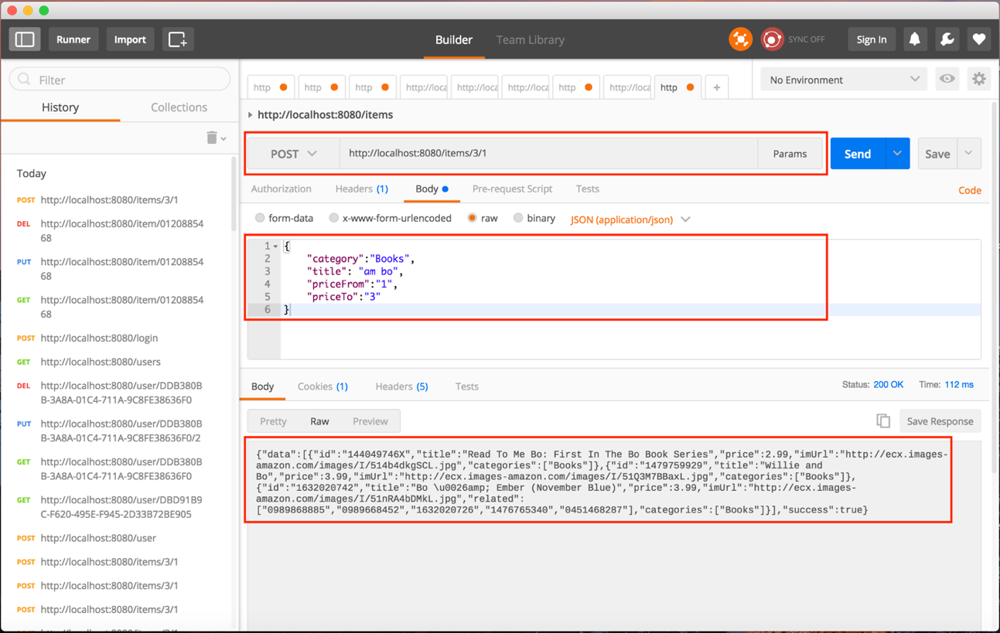 Runner
Import
Builder
Team Library
SYNC OFF
Sign In
Filter
History
Collections
http
http
http
http://loca
http://loca
http://loca
http
http://loca
http
+
No Environment
http://localhost:8080/items
POST
http://localhost:8080/items/3/1
Params
Send
Save
Authorization
Headers (1)
Body
Pre-request Script
Tests
Code
form-data
x-www-form-urlencoded
raw
binary
JSON (application/json)
1 {
2 "category":"Books",
3 "title": "am bo",
4 "priceFrom":"1",
5 "priceTo":"3"
6 }
Body
Cookies (1)
Headers (5)
Tests
Status: 200 OK
Time: 112 ms
Pretty
Raw
Preview
Save Response
{"data":[{"id":"144049746X","title":"Read To Me Bo: First In The Bo Book Series","price":2.99,"imUrl":"http://ecx.images-
amazon.com/images/I/514b4dkgSCL.jpg","categories":["Books"]},{"id":"1479759929","title":"Willie and
Bo","price":3.99,"imUrl":"http://ecx.images-amazon.com/images/I/51Q3M7BBaxL.jpg","categories":["Books"]},
{"id":"1632020742","title":"Bo \u0026amp; Ember (November Blue)","price":3.99,"imUrl":"http://ecx.images-
amazon.com/images/I/51nRA4bDMkL.jpg","related":
["0989868885","0989668452","1632020726","1476765340","0451468287"],"categories":["Books"]}],"success":true}
Today
POST http://localhost:8080/items/3/1
DEL http://localhost:8080/item/01208854
68
PUT http://localhost:8080/item/01208854
68
GET http://localhost:8080/item/01208854
68
POST http://localhost:8080/login
GET http://localhost:8080/users
DEL http://localhost:8080/user/DDB380B
B-3A8A-01C4-711A-9C8FE38636F0
PUT http://localhost:8080/user/DDB380B
B-3A8A-01C4-711A-9C8FE38636F0/2
GET http://localhost:8080/user/DDB380B
B-3A8A-01C4-711A-9C8FE38636F0
GET http://localhost:8080/user/DBD91B9
C-F620-495E-F945-2D33B72BE905
POST http://localhost:8080/user
POST http://localhost:8080/items/3/1
POST http://localhost:8080/items/3/1
POST http://localhost:8080/items/3/1